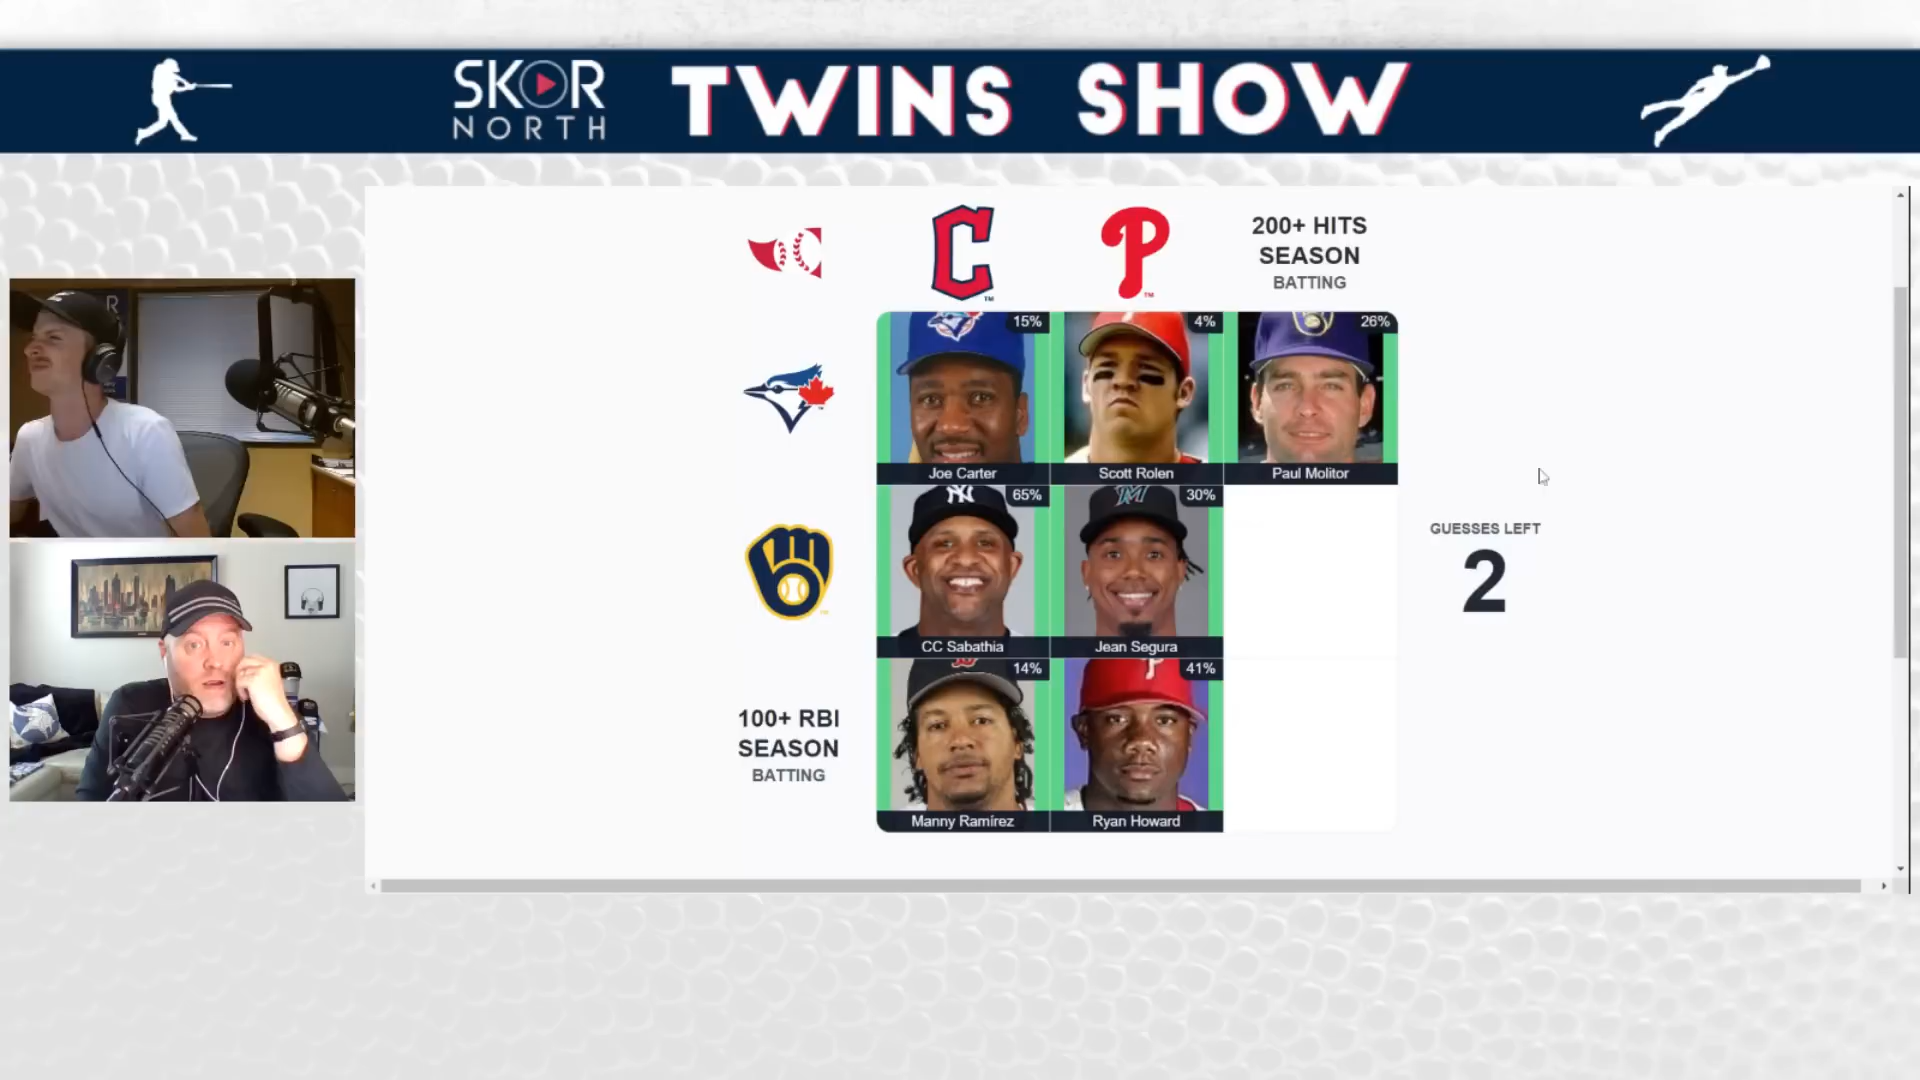 SKOR
NORTH
TWINS SHOW
200+ HITS
SEASON
BATTING
15%
4%
26%
Joe Carter
Scott Rolen
Paul Molitor
65%
30%
CC Sabathia
Jean Segura
GUESSES LEFT
2
14%
41%
100+ RBI
SEASON
BATTING
Manny Ramírez
Ryan Howard